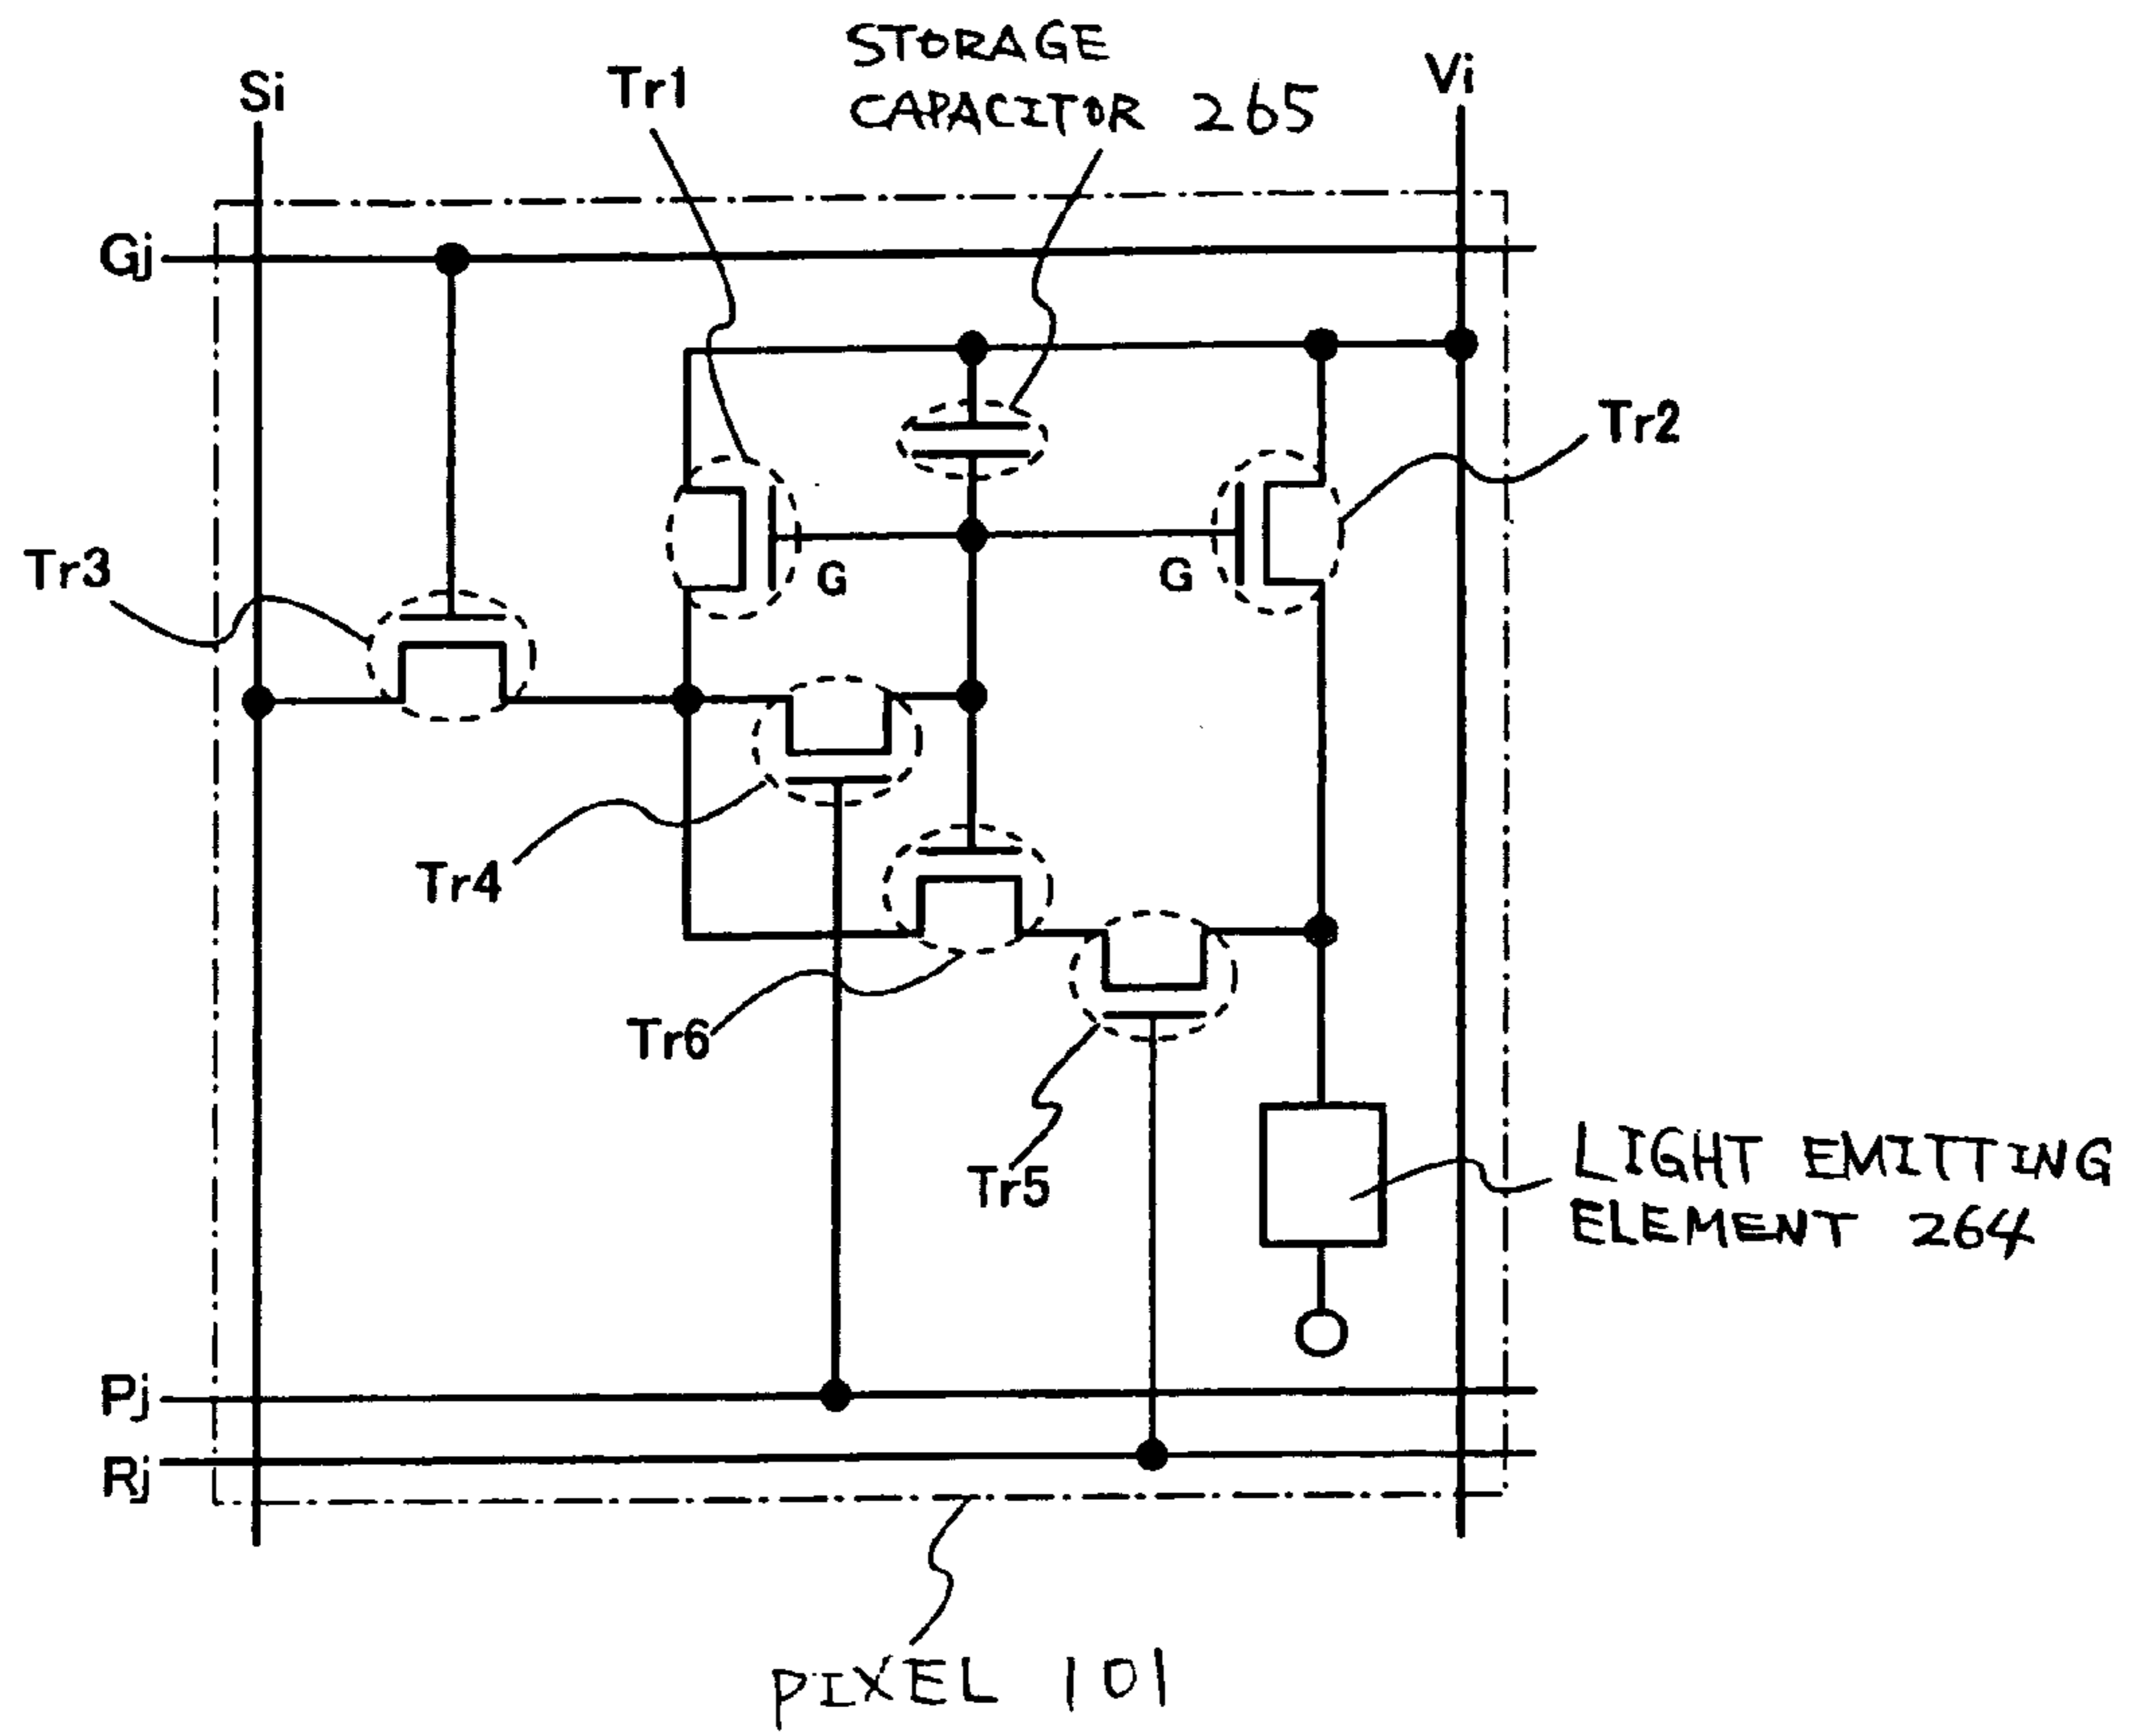 STORAGE
CAPACITOR 265
Si
Tr1
Vi
Gj
Tr2
Tr3
G
G
Tr4
Tr6
Tr5
LIGHT EMITTING
ELEMENT 264
Pj
Rj
PIXEL 101